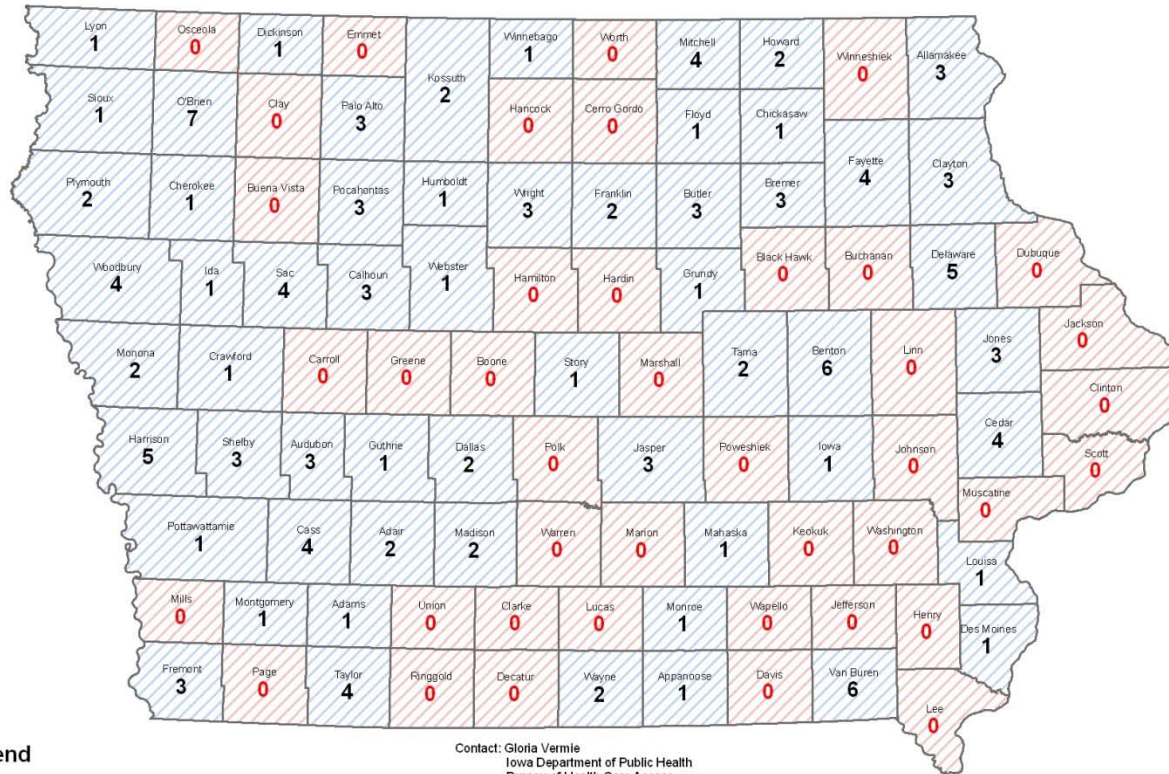 Lyon
1
Osceola
0
Dickinson
1
Emmet
0
Kossuth
2
Winnebago
1
Worth
0
Mitchell
4
Howard
2
Winneshiek
0
Allamakee
3
Sioux
1
O'Brien
7
Clay
0
Palo Alto
3
Hancock
0
Cerro Gordo
0
Floyd
1
Chickasaw
1
Fayette
4
Clayton
3
Plymouth
2
Cherokee
1
Buena Vista
0
Pocahontas
3
Humboldt
1
Wright
3
Franklin
2
Butler
3
Bremer
3
Woodbury
4
Ida
1
Sac
4
Calhoun
3
Webster
1
Hamilton
0
Hardin
0
Grundy
1
Black Hawk
0
Buchanan
0
Delaware
5
Dubuque
0
Monona
2
Crawford
1
Carroll
0
Greene
0
Boone
0
Story
1
Marshall
0
Tama
2
Benton
6
Linn
0
Jones
3
Jackson
0
Clinton
0
Harrison
5
Shelby
3
Audubon
3
Guthrie
1
Dallas
2
Polk
0
Jasper
3
Poweshiek
0
Iowa
1
Johnson
0
Cedar
4
Scott
0
Muscatine
0
Pottawattamie
1
Cass
4
Adair
2
Madison
2
Warren
0
Marion
0
Mahaska
1
Keokuk
0
Washington
0
Louisa
1
Mills
0
Montgomery
1
Adams
1
Union
0
Clarke
0
Lucas
0
Monroe
1
Wapello
0
Jefferson
0
Henry
0
Des Moines
1
Fremont
3
Page
0
Taylor
4
Ringgold
0
Decatur
0
Wayne
2
Appanoose
1
Davis
0
Van Buren
6
Lee
0
end
Contact: Gloria Vermie
Iowa Department of Public Health
Bureau of Health Care Access